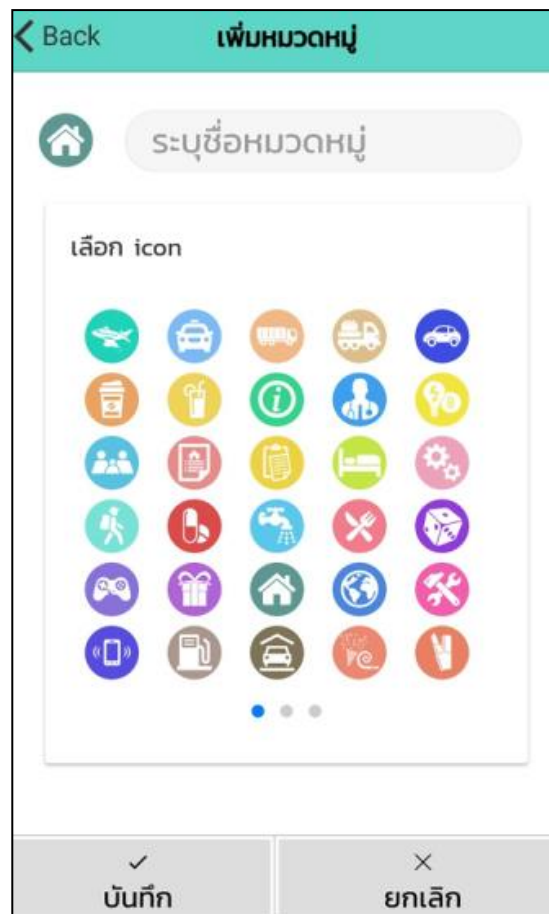 Back
เพิ่มหมวดหมู่
ระบุชื่อหมวดหมู่
เลือก icon
บันทึก
ยกเลิก